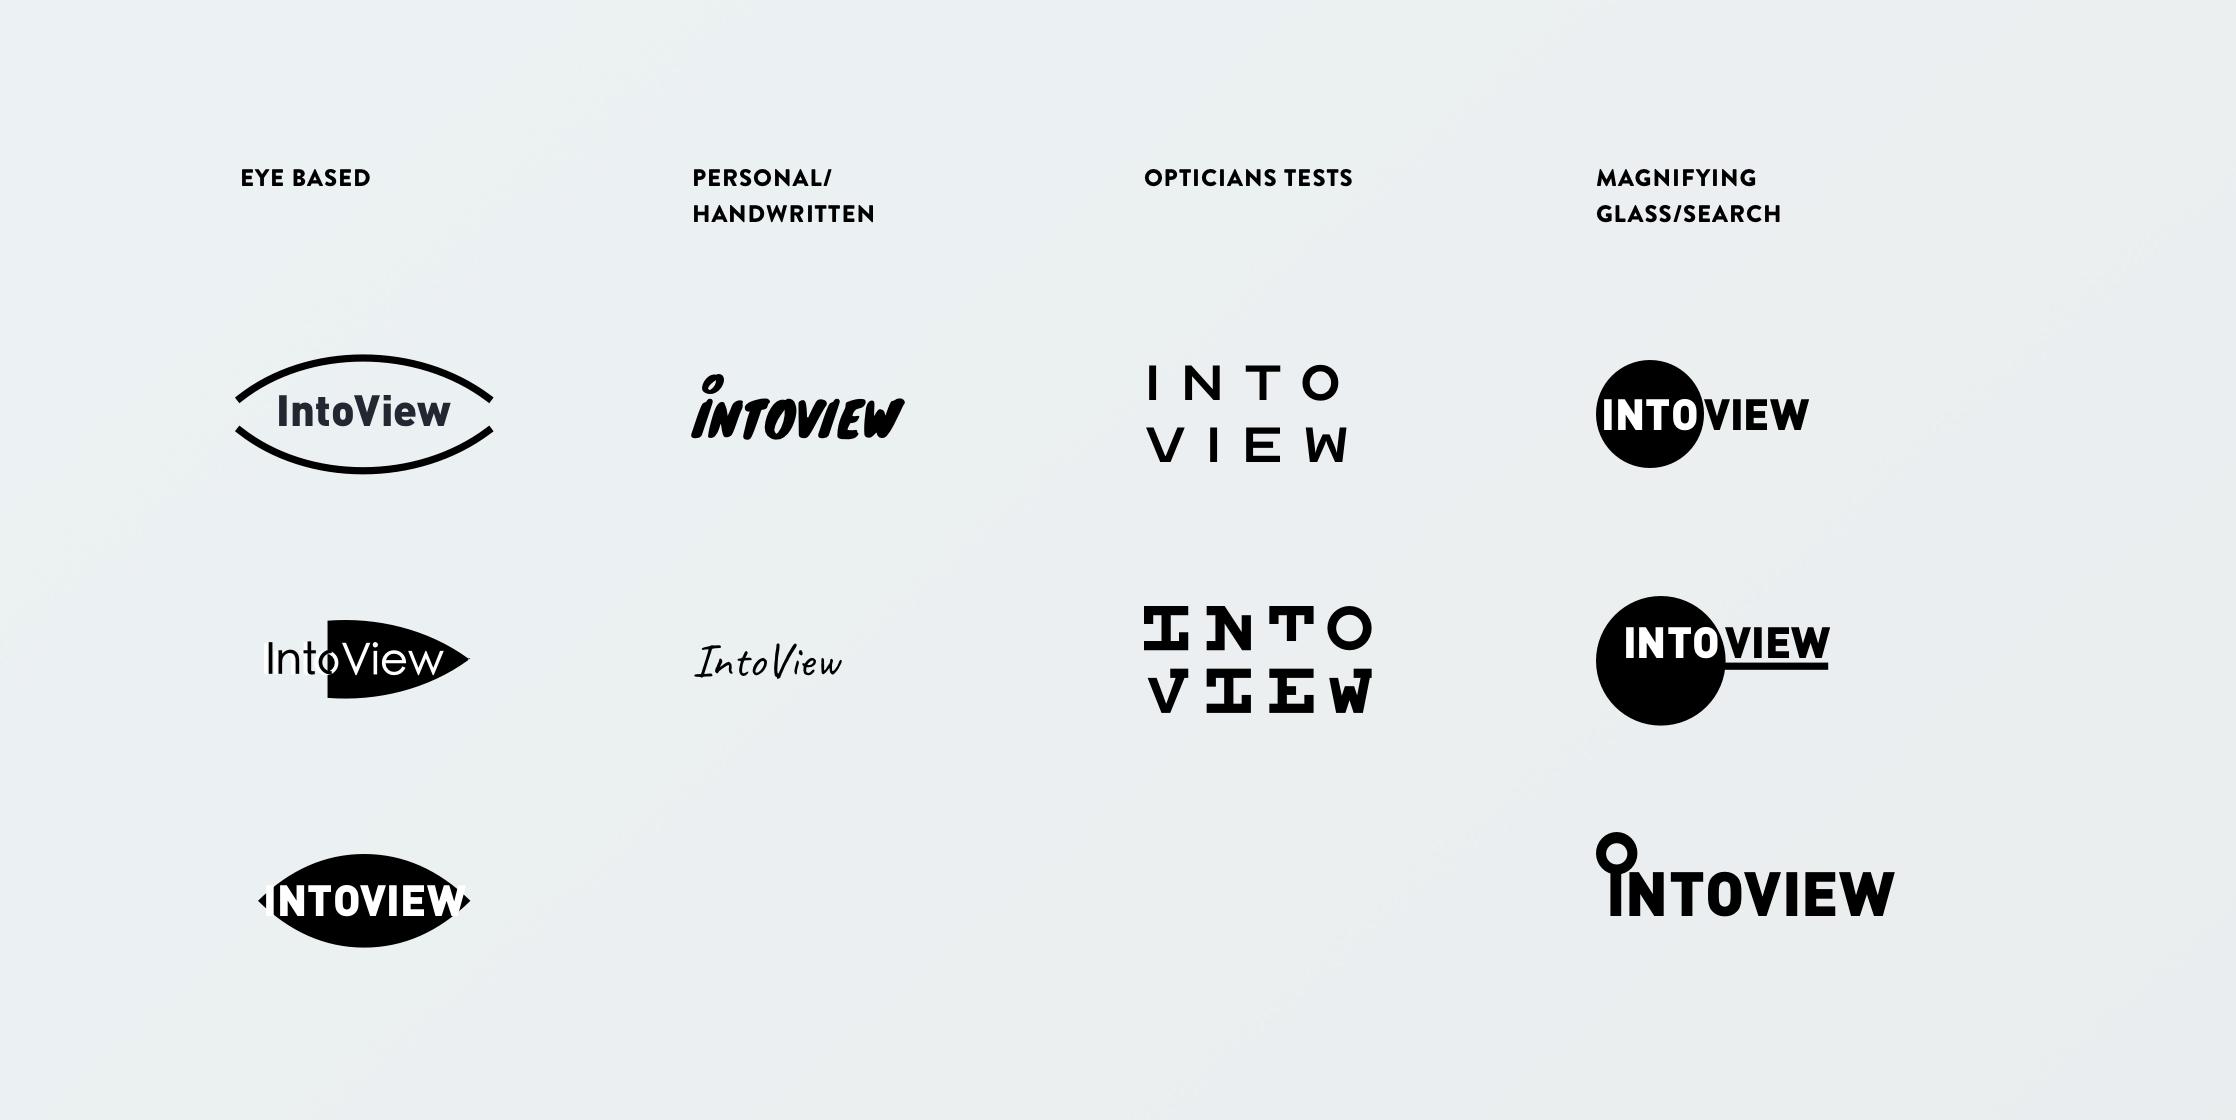 EYE BASED
PERSONAL/
HANDWRITTEN
OPTICIANS TESTS
MAGNIFYING
GLASS/SEARCH
IntoView
IntoView
INTOVIEW
iNTOVIEW
IntoView
INTO
VIEW
INTO
VIEW
INTOVIEW
INTOVIEW
iNTOVIEW